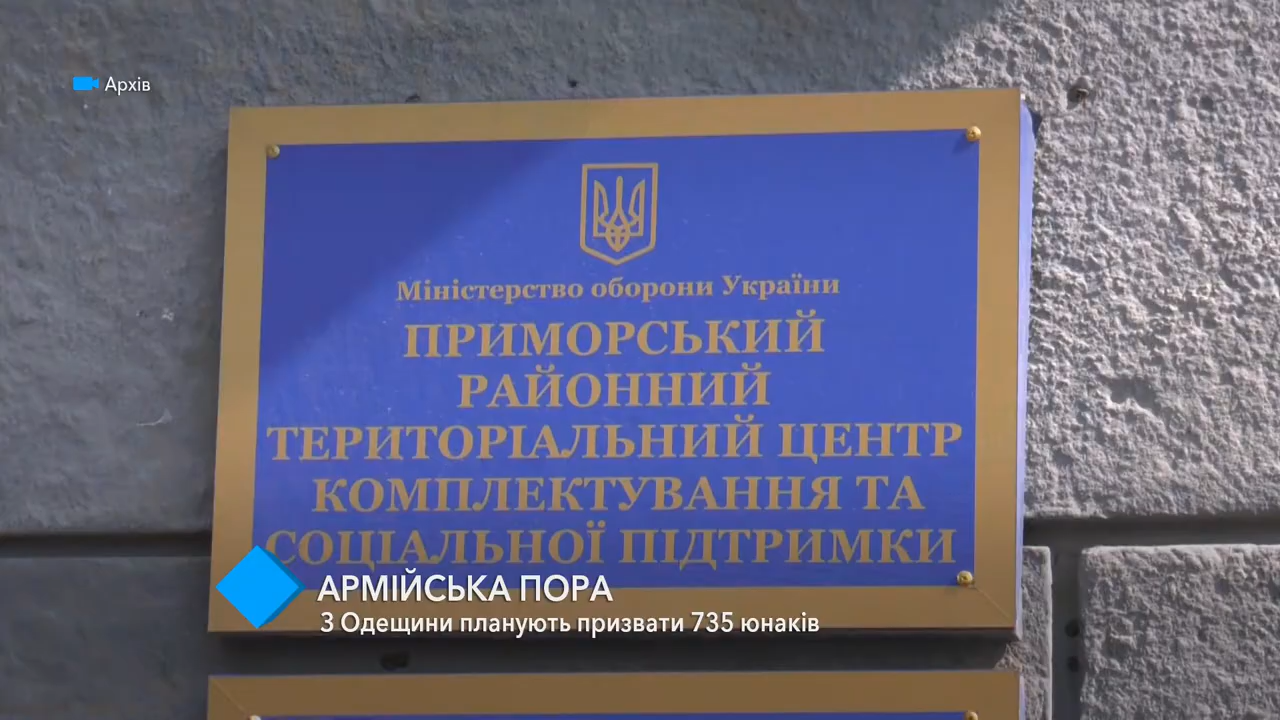 Архів
Міністерство оборони України
ПРИМОРСЬКИЙ
РАЙОННИЙ
ТЕРИТОРІАЛЬНИЙ ЦЕНТР
КОМПЛЕКТУВАННЯ ТА
СОЦІАЛЬНОЇ ПІДТРИМКИ
АРМІЙСЬКА ПОРА
З Одещини планують призвати 735 юнаків